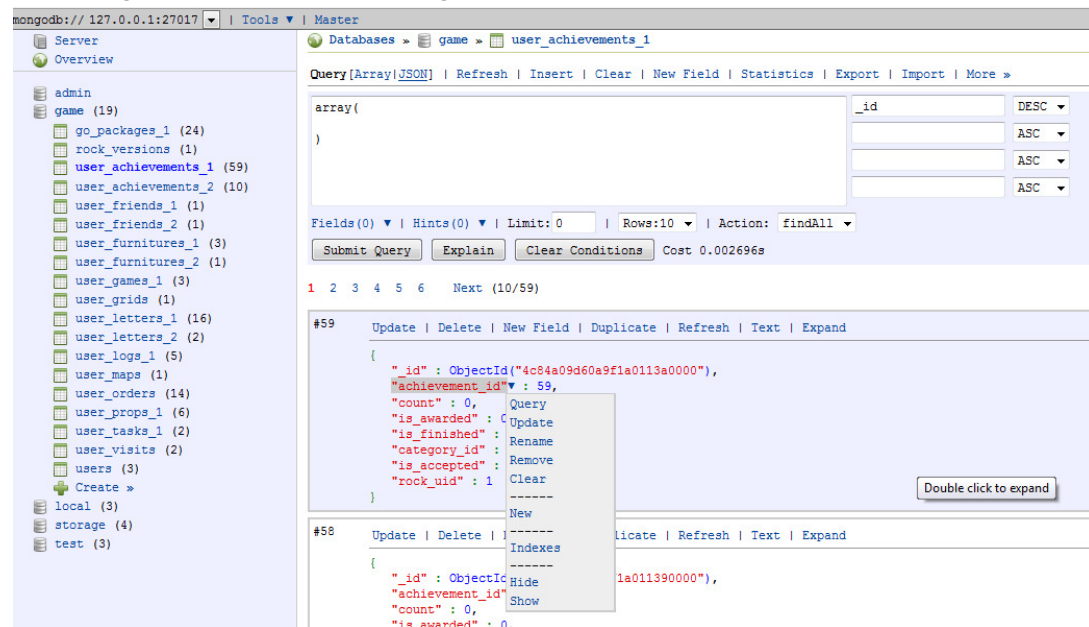 mongodb:// 127.0.0.1:27017 | Tools ▼ | Master
Server
Overview
admin
game (19)
go_packages_1 (24)
rock_versions (1)
user_achievements_1 (59)
user_achievements_2 (10)
user_friends_1 (1)
user_friends_2 (1)
user_furnitures_1 (3)
user_furnitures_2 (1)
user_games_1 (3)
user_grids (1)
user_letters_1 (16)
user_letters_2 (2)
user_logs_1 (5)
user_maps (1)
user_orders (14)
user_props_1 (6)
user_tasks_1 (2)
user_visits (2)
users (3)
Create »
local (3)
storage (4)
test (3)
Databases » game » user_achievements_1
Query[Array|JSON] | Refresh | Insert | Clear | New Field | Statistics | Export | Import | More »
array(
)
_id DESC
ASC
ASC
ASC
Fields(0) ▼ | Hints(0) ▼ | Limit: 0 | Rows:10 | Action: findAll
Submit Query Explain Clear Conditions Cost 0.002696s
1 2 3 4 5 6 Next (10/59)
#59 Update | Delete | New Field | Duplicate | Refresh | Text | Expand
{
"_id" : ObjectId("4c84a09d60a9f1a0113a0000"),
"achievement_id"▼ : 59,
"count" : 0,
"is_awarded" :
"is_finished" :
"category_id" :
"is_accepted" :
"rock_uid" : 1
}
Query
Update
Rename
Remove
Clear
------
New
------
Indexes
------
Hide
Show
Double click to expand
#58 Update | Delete | licate | Refresh | Text | Expand
{
"_id" : ObjectId 1a011390000"),
"achievement_id"
"count" : 0,
"is_awarded" : 0